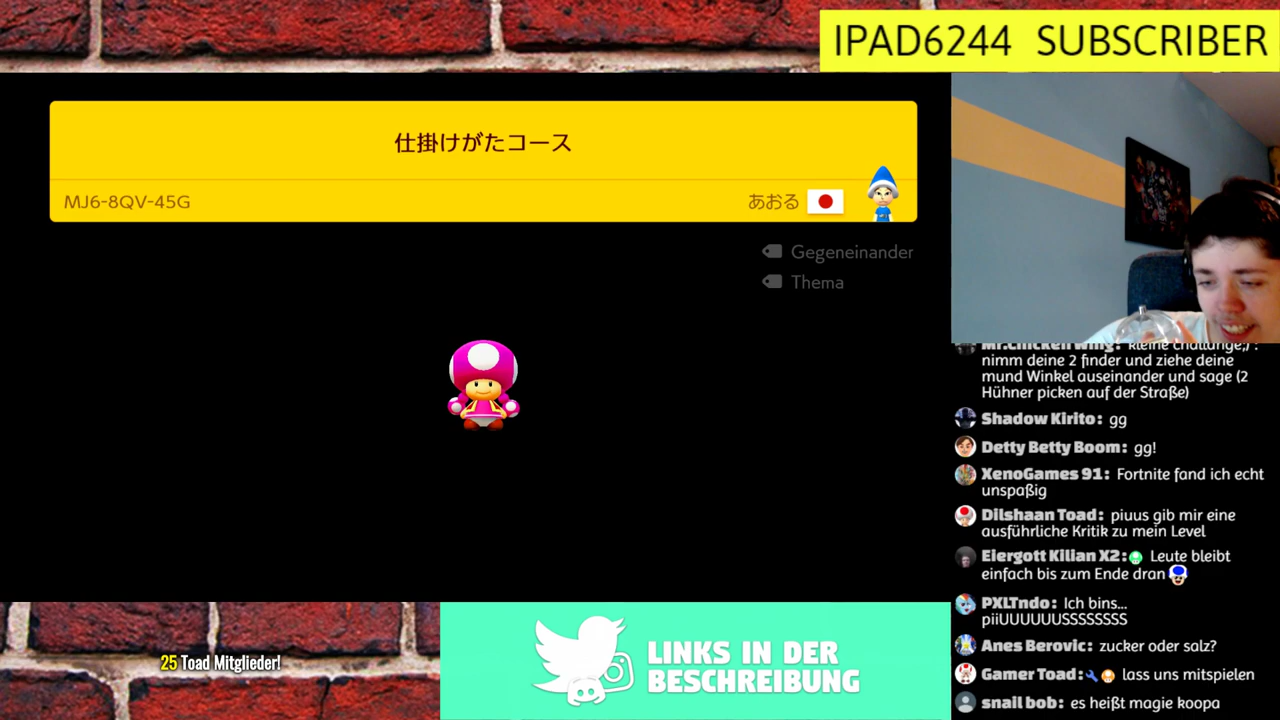 IPAD6244 SUBSCRIBER
仕掛けがたコース
MJ6-8QV-45G
あおる
Gegeneinander
Thema
Mr.Chicken Wing: kleine challange;) :
nimm deine 2 finder und ziehe deine
mund Winkel auseinander und sage (2
Hühner picken auf der Straße)
Shadow Kirito: gg
Detty Betty Boom: gg!
XenoGames 91: Fortnite fand ich echt
unspaßig
Dilshaan Toad: piuus gib mir eine
ausführliche Kritik zu mein Level
Eiergott Kilian X2: Leute bleibt
einfach bis zum Ende dran
PXLTndo: Ich bins...
piiUUUUUUSSSSSSSS
Anes Berovic: zucker oder salz?
Gamer Toad: lass uns mitspielen
snail bob: es heißt magie koopa
25 Toad Mitglieder!
LINKS IN DER
BESCHREIBUNG